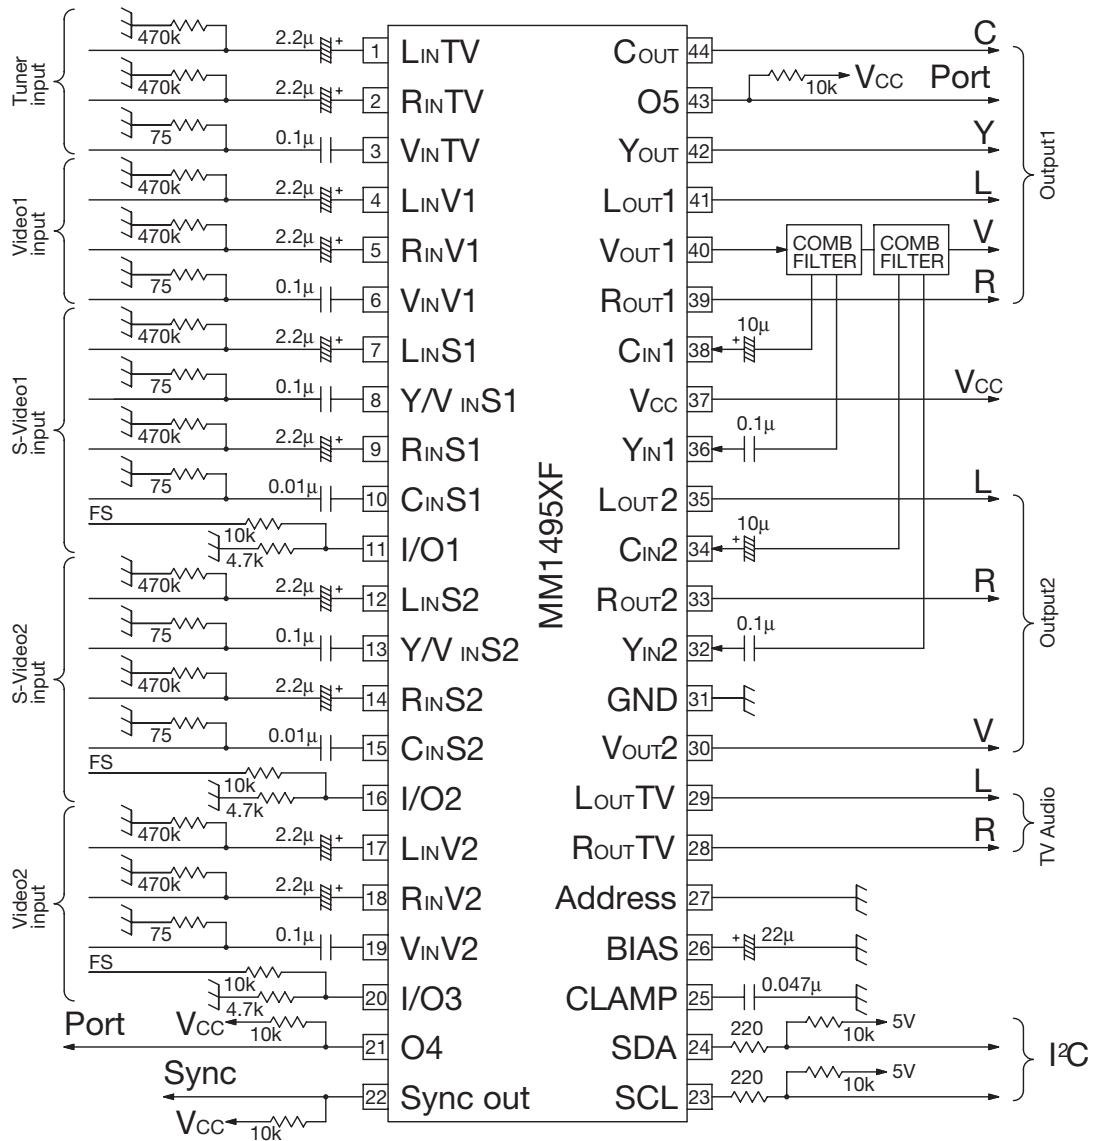 Tuner
input
470k 2.2μ + 1 LINTV
470k 2.2μ + 2 RINTV
75 0.1μ 3 VINTV
Video1
input
470k 2.2μ + 4 LINV1
470k 2.2μ + 5 RINV1
75 0.1μ 6 VINV1
S-Video1
input
470k 2.2μ + 7 LINS1
75 0.1μ 8 Y/V INS1
470k 2.2μ + 9 RINS1
75 0.01μ 10 CINS1
FS
10k
4.7k 11 I/O1
S-Video2
input
470k 2.2μ + 12 LINS2
75 0.1μ 13 Y/V INS2
470k 2.2μ + 14 RINS2
75 0.01μ 15 CINS2
FS
10k
4.7k 16 I/O2
Video2
input
470k 2.2μ + 17 LINV2
470k 2.2μ + 18 RINV2
75 0.1μ 19 VINV2
FS
10k
4.7k 20 I/O3
Port VCC 10k
21 O4
Sync
22 Sync out
VCC 10k
MM1495XF
COUT 44 C
O5 43 10k VCC Port
YOUT 42 Y
LOUT1 41 L
VOUT1 40 COMB
FILTER COMB
FILTER V
ROUT1 39 R
Output1
CIN1 38 + 10μ
VCC 37 VCC
YIN1 36 0.1μ
LOUT2 35 L
CIN2 34 + 10μ
ROUT2 33 R
YIN2 32 0.1μ
GND 31
VOUT2 30 V
Output2
LOUTTV 29 L
ROUTTV 28 R
TV Audio
Address 27
BIAS 26 + 22μ
CLAMP 25 0.047μ
SDA 24 220 10k 5V
SCL 23 220 10k 5V
I²C